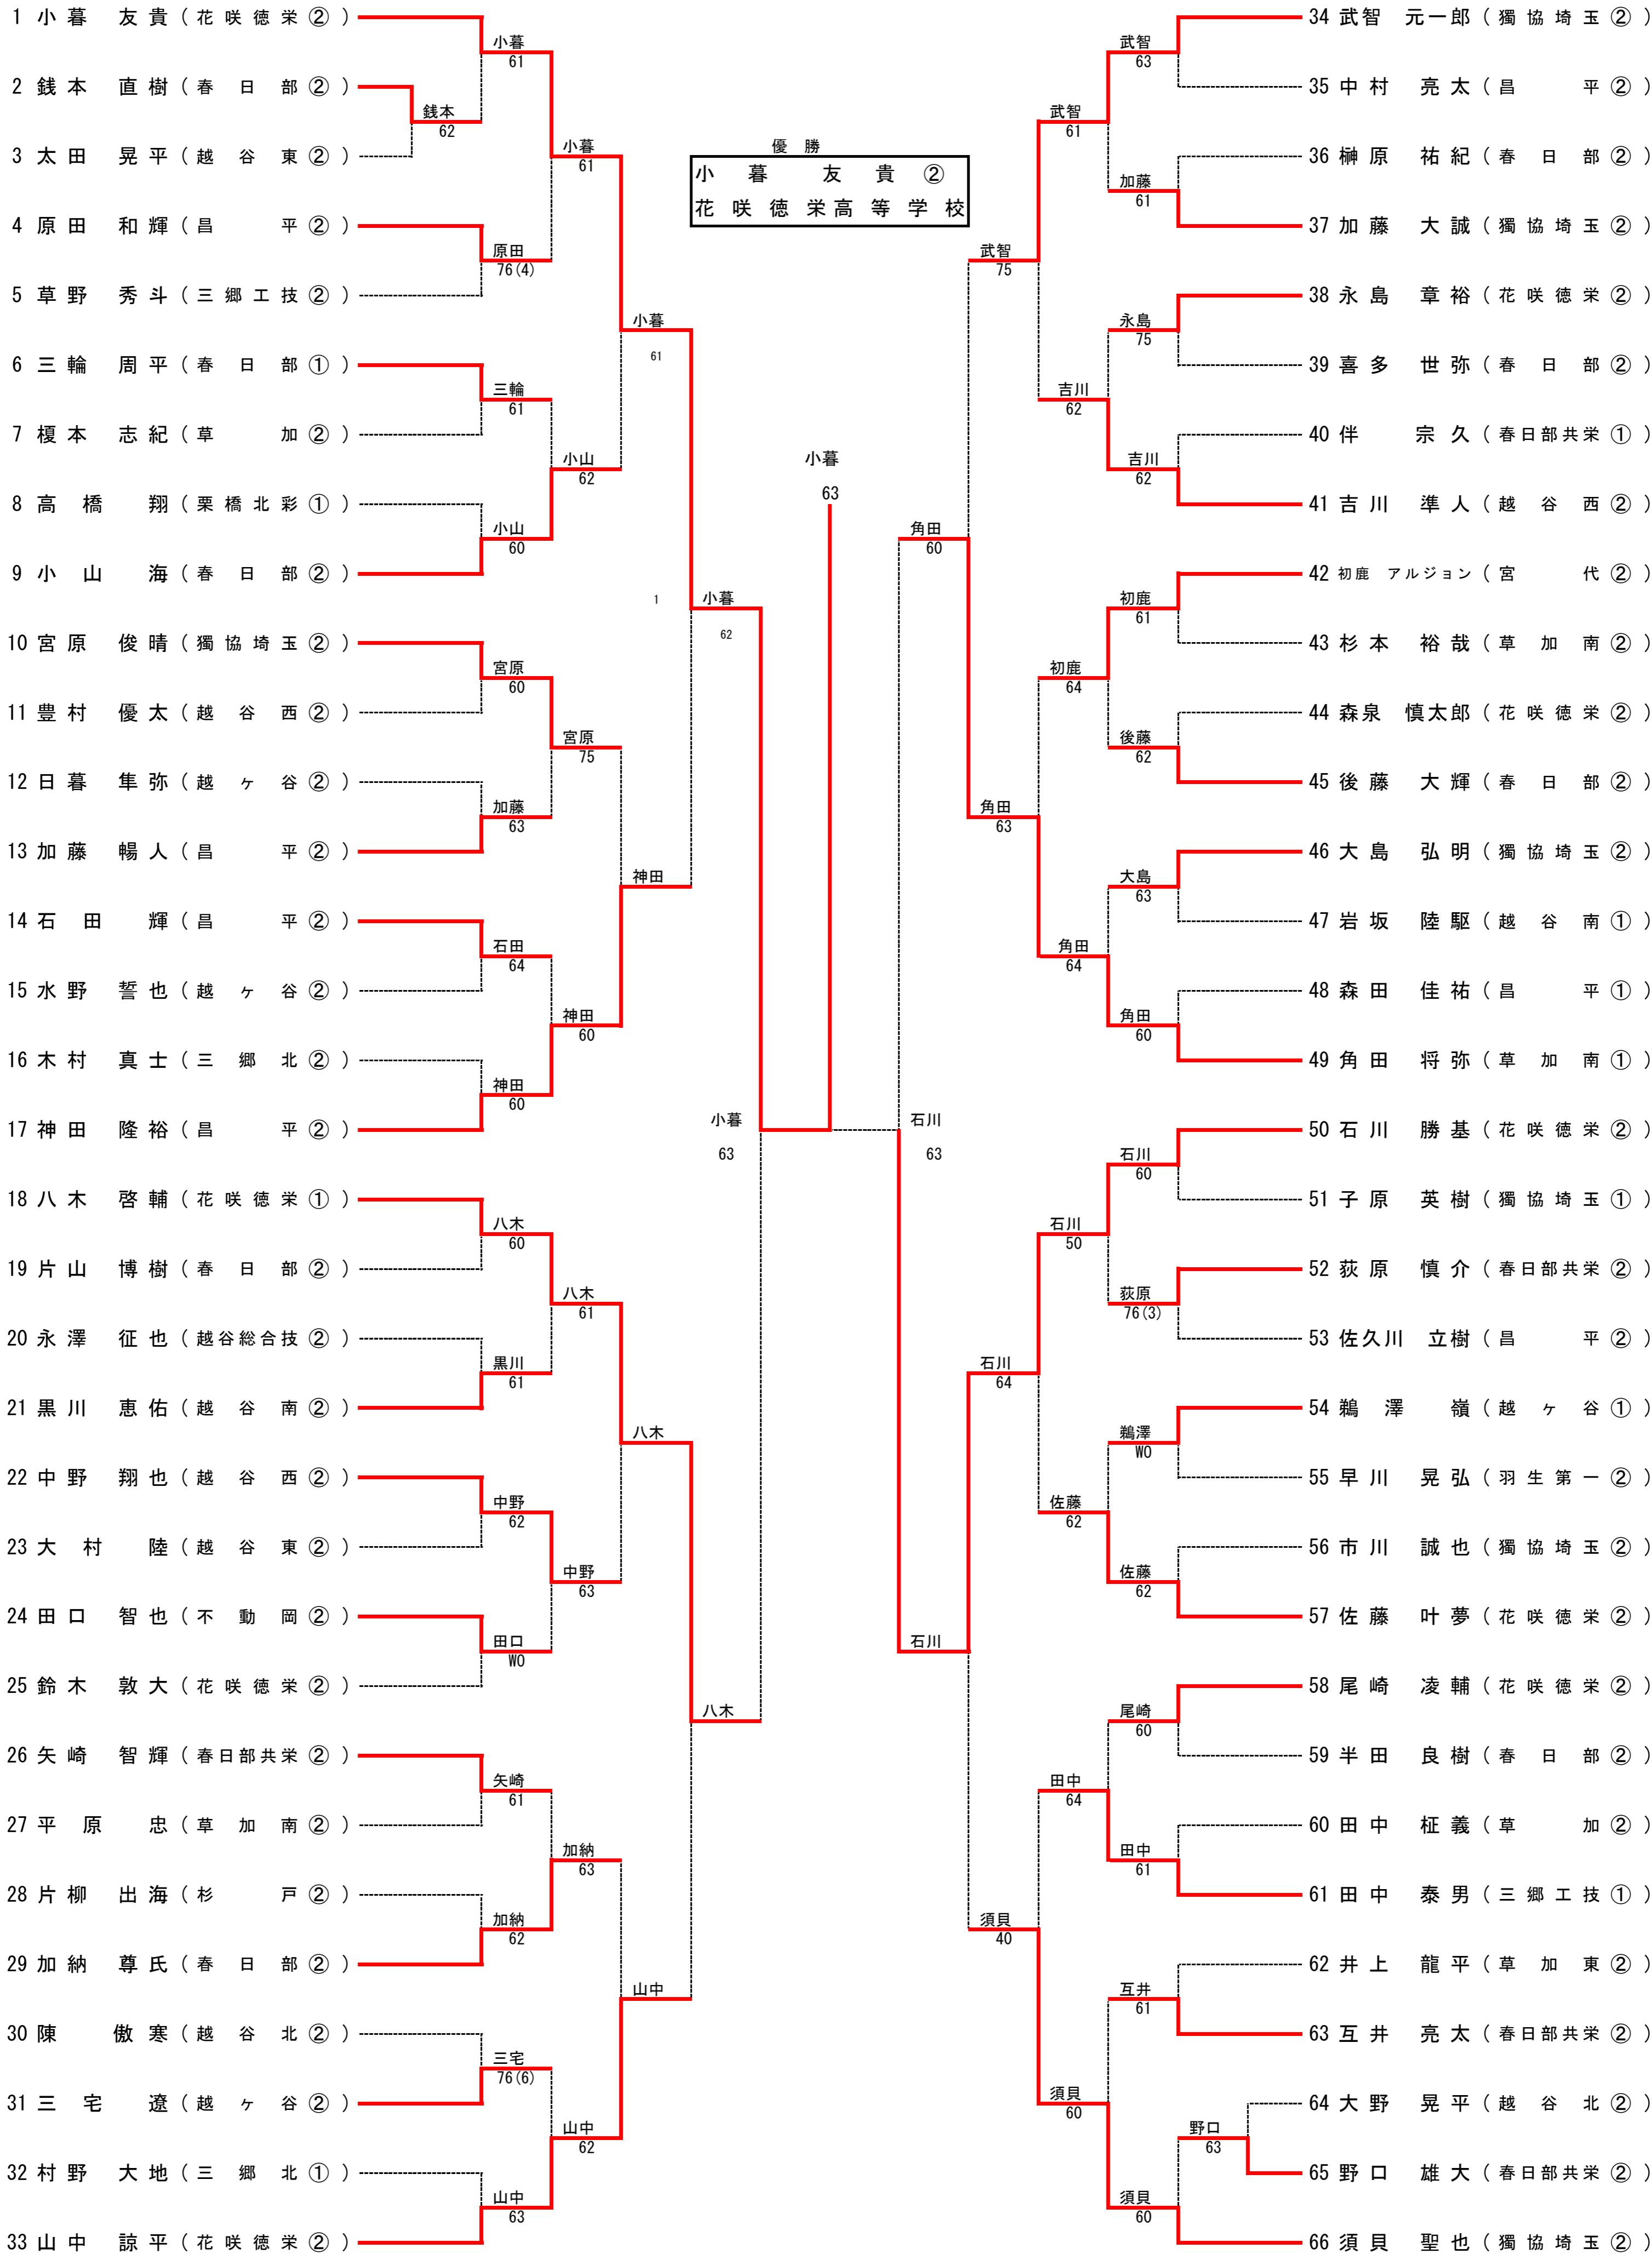 優 勝
小 暮 友 貴 ②
花 咲 徳 栄 高 等 学 校
小暮
63
1 小暮 友貴 (花咲徳栄 ②)
2 銭本 直樹 (春日部 ②)
3 太田 晃平 (越谷東 ②)
4 原田 和輝 (昌平 ②)
5 草野 秀斗 (三郷工技 ②)
6 三輪 周平 (春日部 ①)
7 榎本 志紀 (草加 ②)
8 高橋 翔 (栗橋北彩 ①)
9 小山 海 (春日部 ②)
10 宮原 俊晴 (獨協埼玉 ②)
11 豊村 優太 (越谷西 ②)
12 日暮 隼弥 (越ヶ谷 ②)
13 加藤 暢人 (昌平 ②)
14 石田 輝 (昌平 ②)
15 水野 誓也 (越ヶ谷 ②)
16 木村 真士 (三郷北 ②)
17 神田 隆裕 (昌平 ②)
18 八木 啓輔 (花咲徳栄 ①)
19 片山 博樹 (春日部 ②)
20 永澤 征也 (越谷総合技 ②)
21 黒川 恵佑 (越谷南 ②)
22 中野 翔也 (越谷西 ②)
23 大村 陸 (越谷東 ②)
24 田口 智也 (不動岡 ②)
25 鈴木 敦大 (花咲徳栄 ②)
26 矢崎 智輝 (春日部共栄 ②)
27 平原 忠 (草加南 ②)
28 片柳 出海 (杉戸 ②)
29 加納 尊氏 (春日部 ②)
30 陳 傲寒 (越谷北 ②)
31 三宅 遼 (越ヶ谷 ②)
32 村野 大地 (三郷北 ①)
33 山中 諒平 (花咲徳栄 ②)
銭本
62
小暮
61
原田
76(4)
三輪
61
小山
60
宮原
60
加藤
63
石田
64
神田
60
八木
60
黒川
61
中野
62
田口
WO
矢崎
61
加納
62
三宅
76(6)
山中
63
小暮
61
小山
62
宮原
75
神田
60
八木
61
中野
63
加納
63
山中
62
小暮
61
1
神田
八木
山中
小暮
62
八木
小暮
63
石川
63
角田
60
石川
武智
75
角田
63
石川
64
須貝
40
武智
61
吉川
62
初鹿
64
角田
64
石川
50
佐藤
62
田中
64
須貝
60
武智
63
加藤
61
永島
75
吉川
62
初鹿
61
後藤
62
大島
63
角田
60
石川
60
荻原
76(3)
鵜澤
WO
佐藤
62
尾崎
60
田中
61
互井
61
野口
63
須貝
60
34 武智 元一郎 (獨協埼玉 ②)
35 中村 亮太 (昌平 ②)
36 榊原 祐紀 (春日部 ②)
37 加藤 大誠 (獨協埼玉 ②)
38 永島 章裕 (花咲徳栄 ②)
39 喜多 世弥 (春日部 ②)
40 伴 宗久 (春日部共栄 ①)
41 吉川 準人 (越谷西 ②)
42 初鹿 アルジョン (宮代 ②)
43 杉本 裕哉 (草加南 ②)
44 森泉 慎太郎 (花咲徳栄 ②)
45 後藤 大輝 (春日部 ②)
46 大島 弘明 (獨協埼玉 ②)
47 岩坂 陸駆 (越谷南 ①)
48 森田 佳祐 (昌平 ①)
49 角田 将弥 (草加南 ①)
50 石川 勝基 (花咲徳栄 ②)
51 子原 英樹 (獨協埼玉 ①)
52 荻原 慎介 (春日部共栄 ②)
53 佐久川 立樹 (昌平 ②)
54 鵜澤 嶺 (越ヶ谷 ①)
55 早川 晃弘 (羽生第一 ②)
56 市川 誠也 (獨協埼玉 ②)
57 佐藤 叶夢 (花咲徳栄 ②)
58 尾崎 凌輔 (花咲徳栄 ②)
59 半田 良樹 (春日部 ②)
60 田中 柾義 (草加 ②)
61 田中 泰男 (三郷工技 ①)
62 井上 龍平 (草加東 ②)
63 互井 亮太 (春日部共栄 ②)
64 大野 晃平 (越谷北 ②)
65 野口 雄大 (春日部共栄 ②)
66 須貝 聖也 (獨協埼玉 ②)